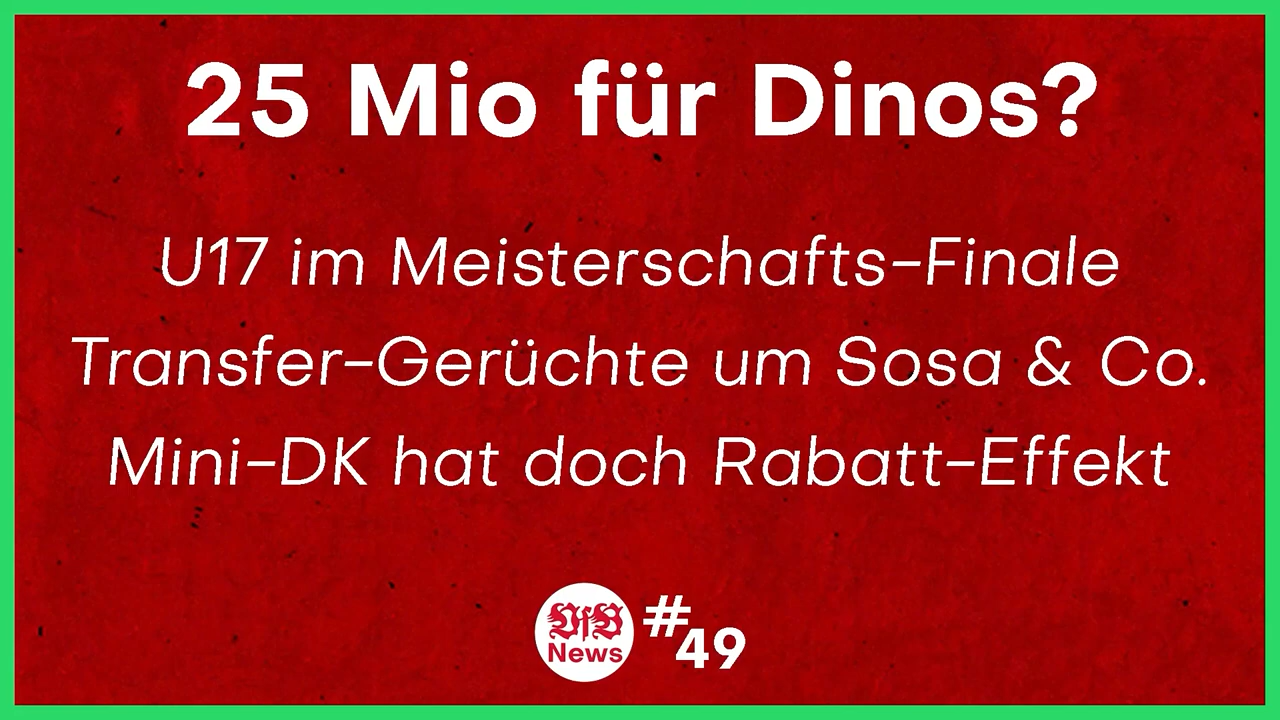 25 Mio für Dinos?
U17 im Meisterschafts-Finale
Transfer-Gerüchte um Sosa & Co.
Mini-DK hat doch Rabatt-Effekt
VfB
News
#49